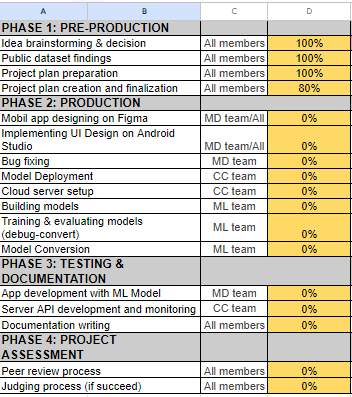 A B C D
PHASE 1: PRE-PRODUCTION
Idea brainstorming & decision All members 100%
Public dataset findings All members 100%
Project plan preparation All members 100%
Project plan creation and finalization All members 80%
PHASE 2: PRODUCTION
Mobil app designing on Figma MD team/All 0%
Implementing UI Design on Android
Studio MD team/All 0%
Bug fixing MD team 0%
Model Deployment CC team 0%
Cloud server setup CC team 0%
Building models ML team 0%
Training & evaluating models
(debug-convert) ML team 0%
Model Conversion ML team 0%
PHASE 3: TESTING &
DOCUMENTATION
App development with ML Model MD team 0%
Server API development and monitoring CC team 0%
Documentation writing All members 0%
PHASE 4: PROJECT
ASSESSMENT
Peer review process All members 0%
Judging process (if succeed) All members 0%